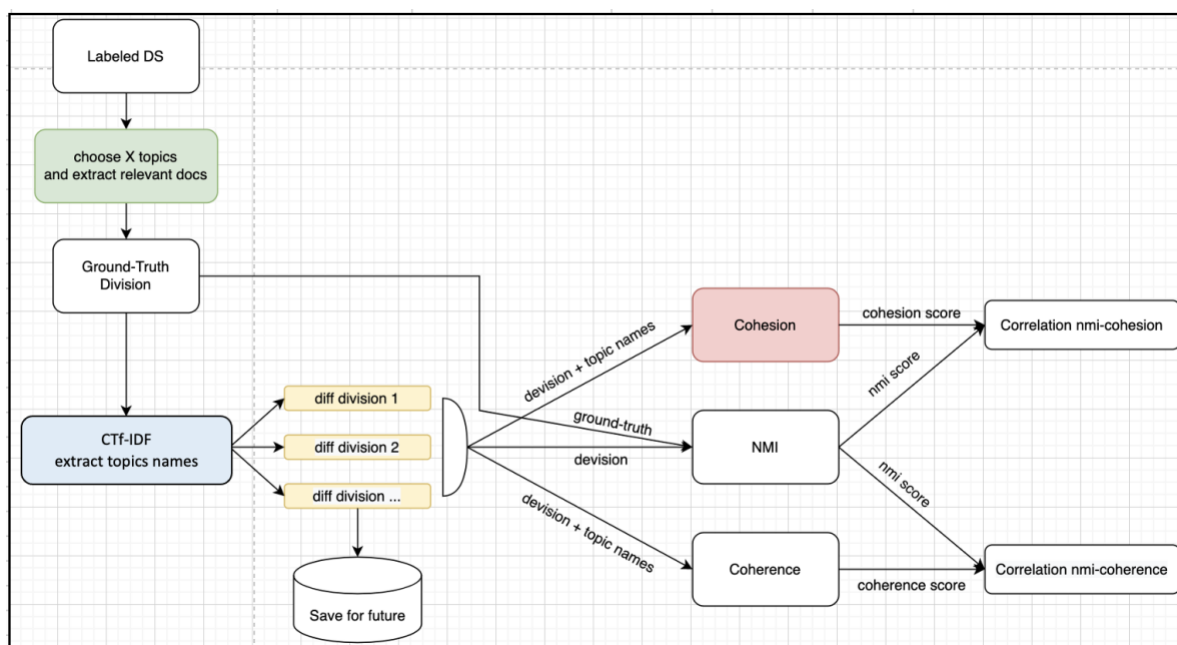 Labeled DS
choose X topics
and extract relevant docs
Ground-Truth
Division
CTf-IDF
extract topics names
diff division 1
diff division 2
diff division ...
Save for future
devision + topic names
ground-truth
devision
devision + topic names
Cohesion
NMI
Coherence
cohesion score
nmi score
nmi score
coherence score
Correlation nmi-cohesion
Correlation nmi-coherence